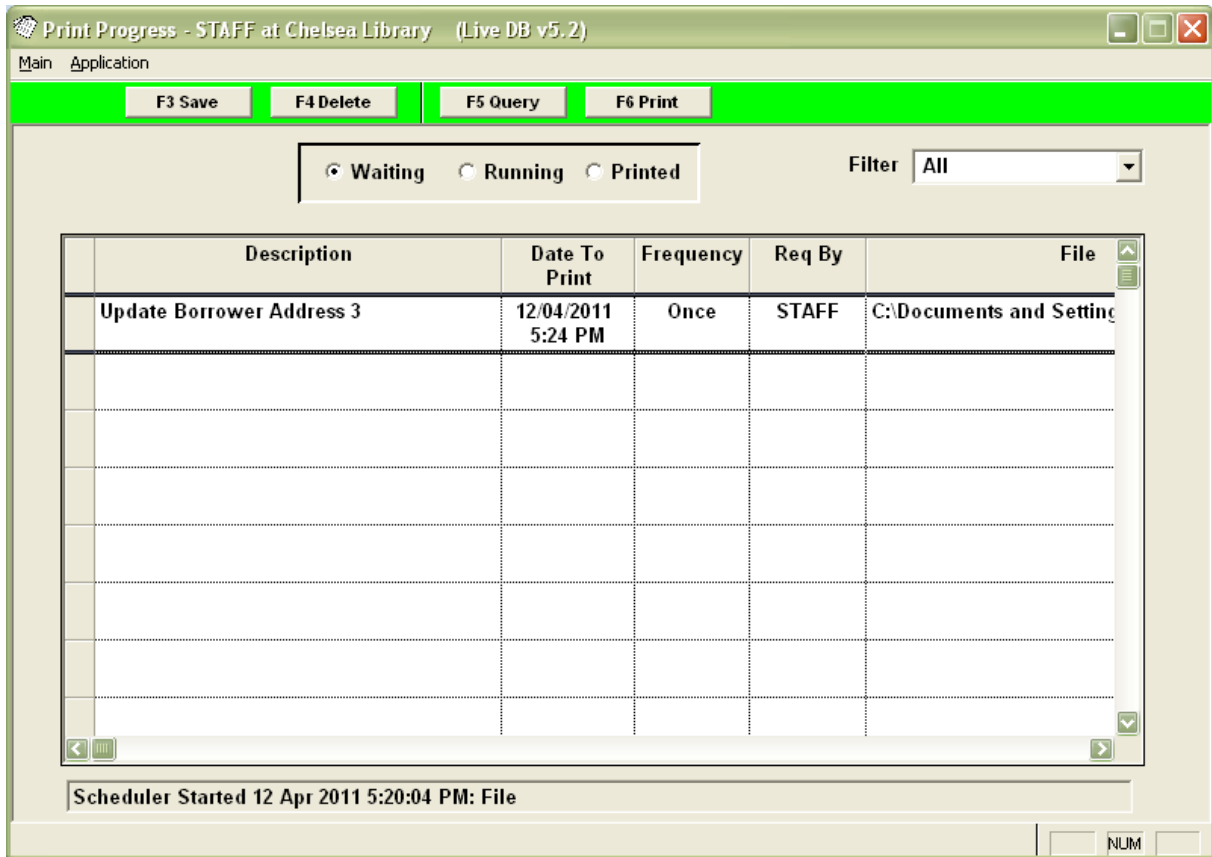 Print Progress - STAFF at Chelsea Library (Live DB v5.2)
Main Application
F3 Save F4 Delete F5 Query F6 Print
Waiting Running Printed Filter All
Description Date To Print Frequency Req By File
Update Borrower Address 3 12/04/2011 5:24 PM Once STAFF C:\Documents and Setting
Scheduler Started 12 Apr 2011 5:20:04 PM: File
NUM